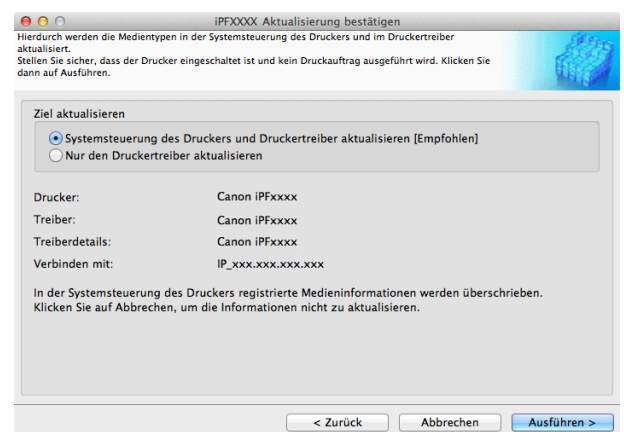 iPFXXXX Aktualisierung bestätigen
Hierdurch werden die Medientypen in der Systemsteuerung des Druckers und im Druckertreiber
aktualisiert.
Stellen Sie sicher, dass der Drucker eingeschaltet ist und kein Druckauftrag ausgeführt wird. Klicken Sie
dann auf Ausführen.
Ziel aktualisieren
Systemsteuerung des Druckers und Druckertreiber aktualisieren [Empfohlen]
Nur den Druckertreiber aktualisieren
Drucker: Canon iPFxxxx
Treiber: Canon iPFxxxx
Treiberdetails: Canon iPFxxxx
Verbinden mit: IP_xxx.xxx.xxx.xxx
In der Systemsteuerung des Druckers registrierte Medieninformationen werden überschrieben.
Klicken Sie auf Abbrechen, um die Informationen nicht zu aktualisieren.
< Zurück Abbrechen Ausführen >